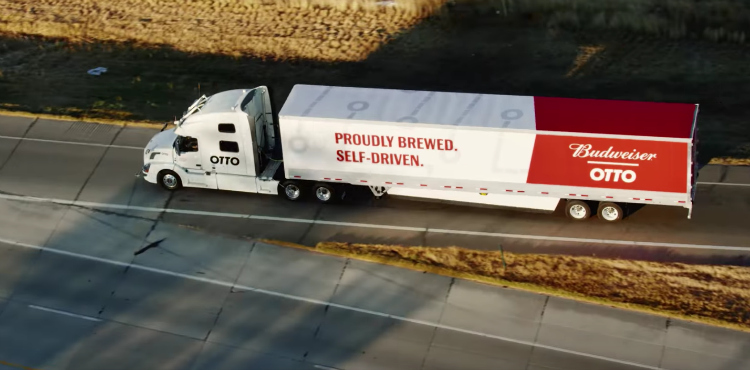 OTTO
PROUDLY BREWED.
SELF-DRIVEN.
Budweiser
OTTO